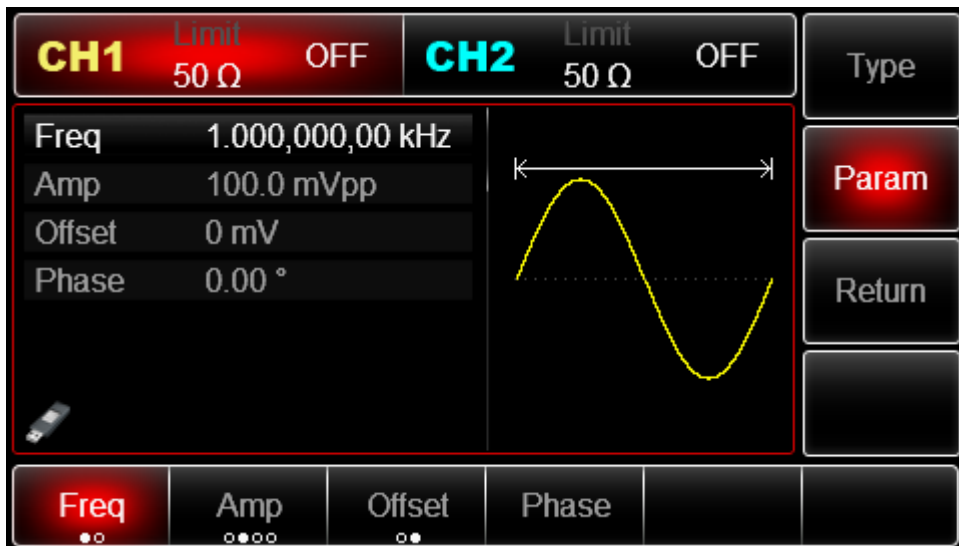 CH1 Limit 50 Ω OFF
CH2 Limit 50 Ω OFF
Type
Freq 1.000,000,00 kHz
Amp 100.0 mVpp
Offset 0 mV
Phase 0.00 °
Param
Return
Freq Amp Offset Phase